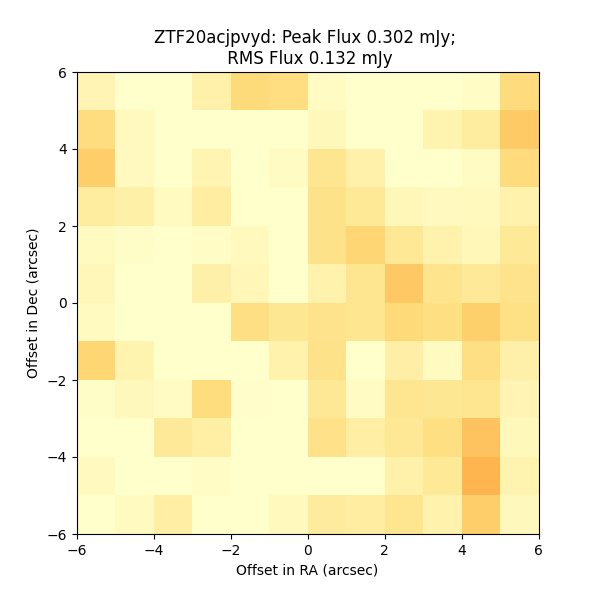 ZTF20acjpvyd: Peak Flux 0.302 mJy;
RMS Flux 0.132 mJy
6
4
2
0
−2
−4
−6
Offset in Dec (arcsec)
−6 −4 −2 0 2 4 6
Offset in RA (arcsec)